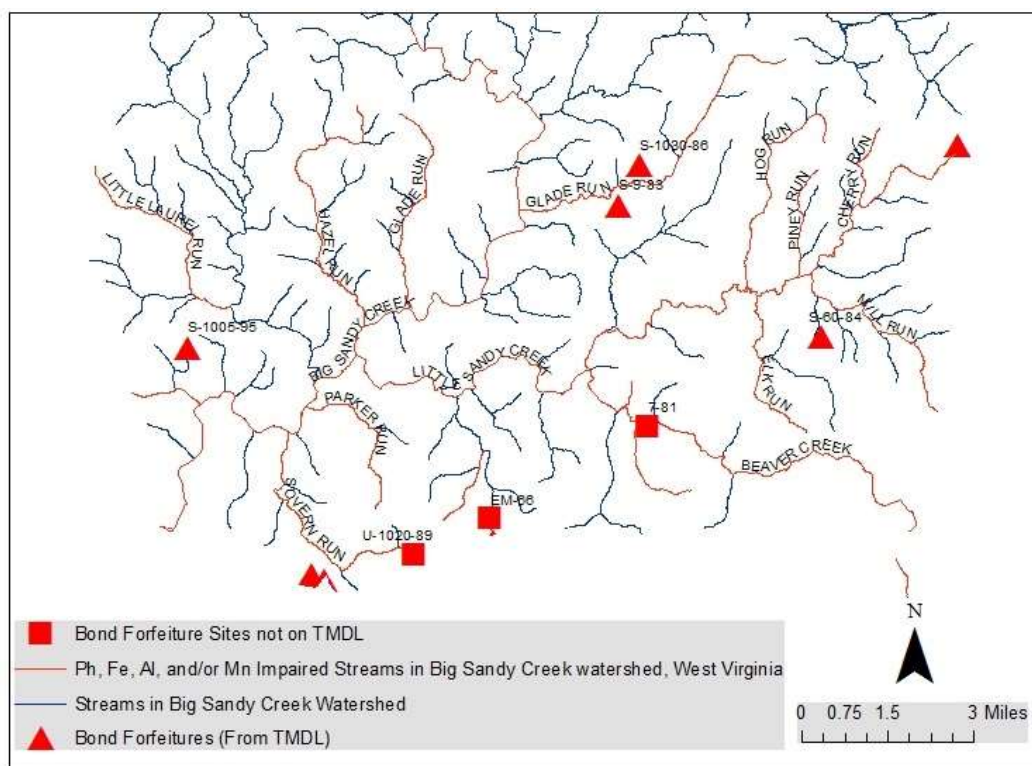 S-1030-86
HOG RUN
LITTLE LAUREL RUN
HAZEL RUN
GLADE RUN
GLADE RUN
S-9-83
PINEY RUN
CHERRY RUN
S-1005-95
BIG SANDY CREEK
S-60-84
MILL RUN
LITTLE SANDY CREEK
ELK RUN
PARKER RUN
7-81
BEAVER CREEK
SOVERN RUN
EM-66
U-1020-89
N
Bond Forfeiture Sites not on TMDL
Ph, Fe, Al, and/or Mn Impaired Streams in Big Sandy Creek watershed, West Virginia
Streams in Big Sandy Creek Watershed
Bond Forfeitures (From TMDL)
0 0.75 1.5 3 Miles